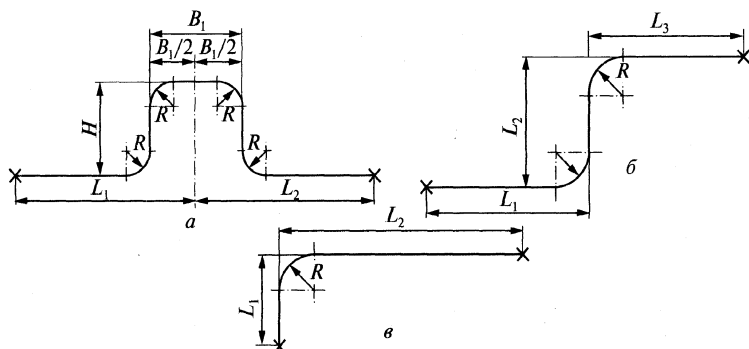 B₁
B₁/2 B₁/2
H
R R
R R
L₁ L₂
а
L₃
R
L₂
L₁
б
L₂
R
L₁
в